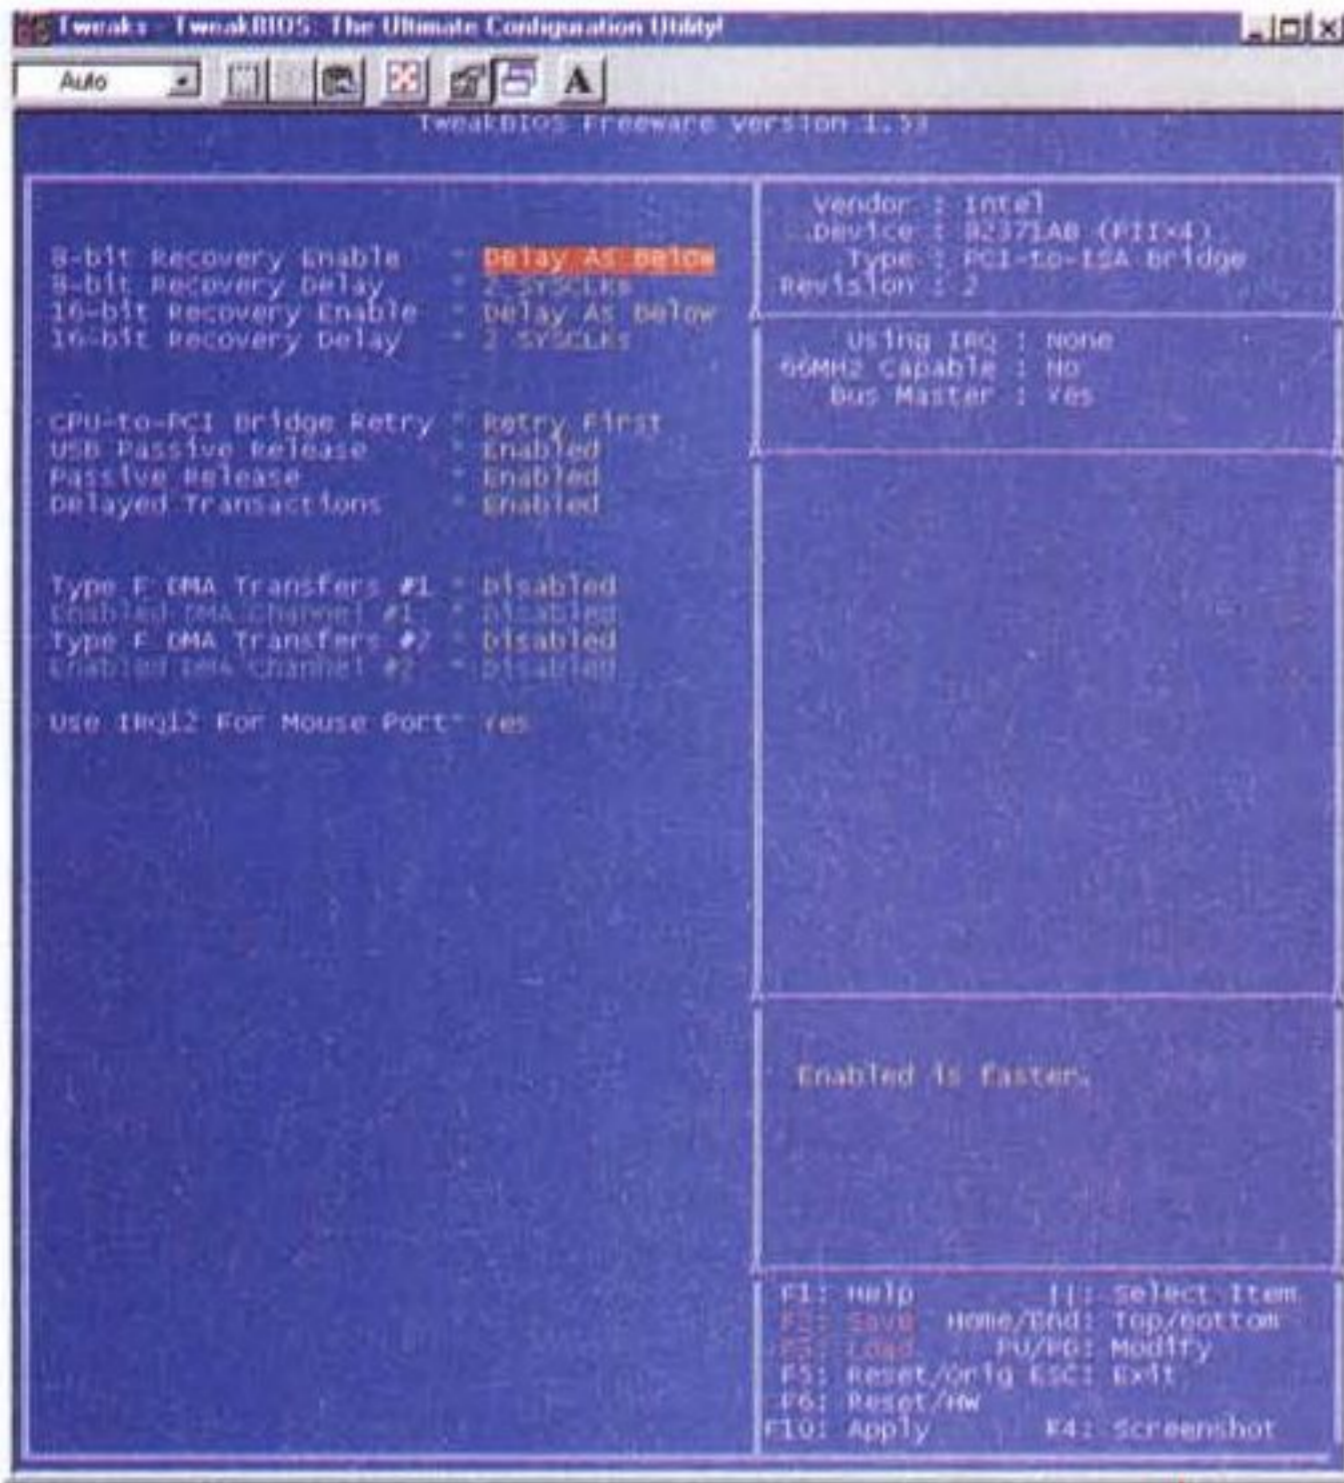 Tweaks - TweakBIOS: The Ultimate Configuration Utility!
Auto
A
TweakBIOS Freeware Version 1.53
8-bit Recovery Enable * Delay As Below
8-bit Recovery Delay * 2 SYSCLKs
16-bit Recovery Enable * Delay As Below
16-bit Recovery Delay * 2 SYSCLKs
CPU-to-PCI Bridge Retry * Retry First
USB Passive Release * Enabled
Passive Release * Enabled
Delayed Transactions * Enabled
Type F DMA Transfers #1 * Disabled
Enabled DMA Channel #1 * Disabled
Type F DMA Transfers #2 * Disabled
Enabled DMA Channel #2 * Disabled
Use IRQ12 For Mouse Port* Yes
Vendor : Intel
Device : 82371AB (PIIX4)
Type : PCI-to-ISA Bridge
Revision : 2
Using IRQ : None
66MHz Capable : No
Bus Master : Yes
Enabled is faster.
F1: Help ||: Select Item
F2: Save Home/End: Top/Bottom
F3: Load PU/PD: Modify
F5: Reset/Orig ESC: Exit
F6: Reset/HW
F10: Apply F4: Screenshot